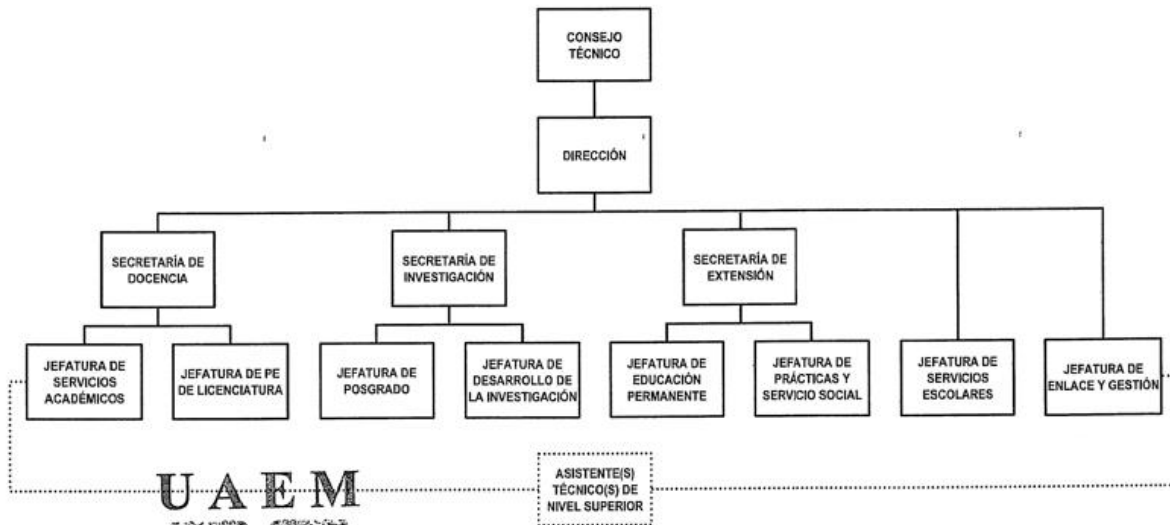 CONSEJO
TÉCNICO
DIRECCIÓN
SECRETARÍA DE
DOCENCIA
SECRETARÍA DE
INVESTIGACIÓN
SECRETARÍA DE
EXTENSIÓN
JEFATURA DE
SERVICIOS
ACADÉMICOS
JEFATURA DE PE
DE LICENCIATURA
JEFATURA DE
POSGRADO
JEFATURA DE
DESARROLLO DE
LA INVESTIGACIÓN
JEFATURA DE
EDUCACIÓN
PERMANENTE
JEFATURA DE
PRÁCTICAS Y
SERVICIO SOCIAL
JEFATURA DE
SERVICIOS
ESCOLARES
JEFATURA DE
ENLACE Y GESTIÓN
ASISTENTE(S)
TÉCNICO(S) DE
NIVEL SUPERIOR
UAEM